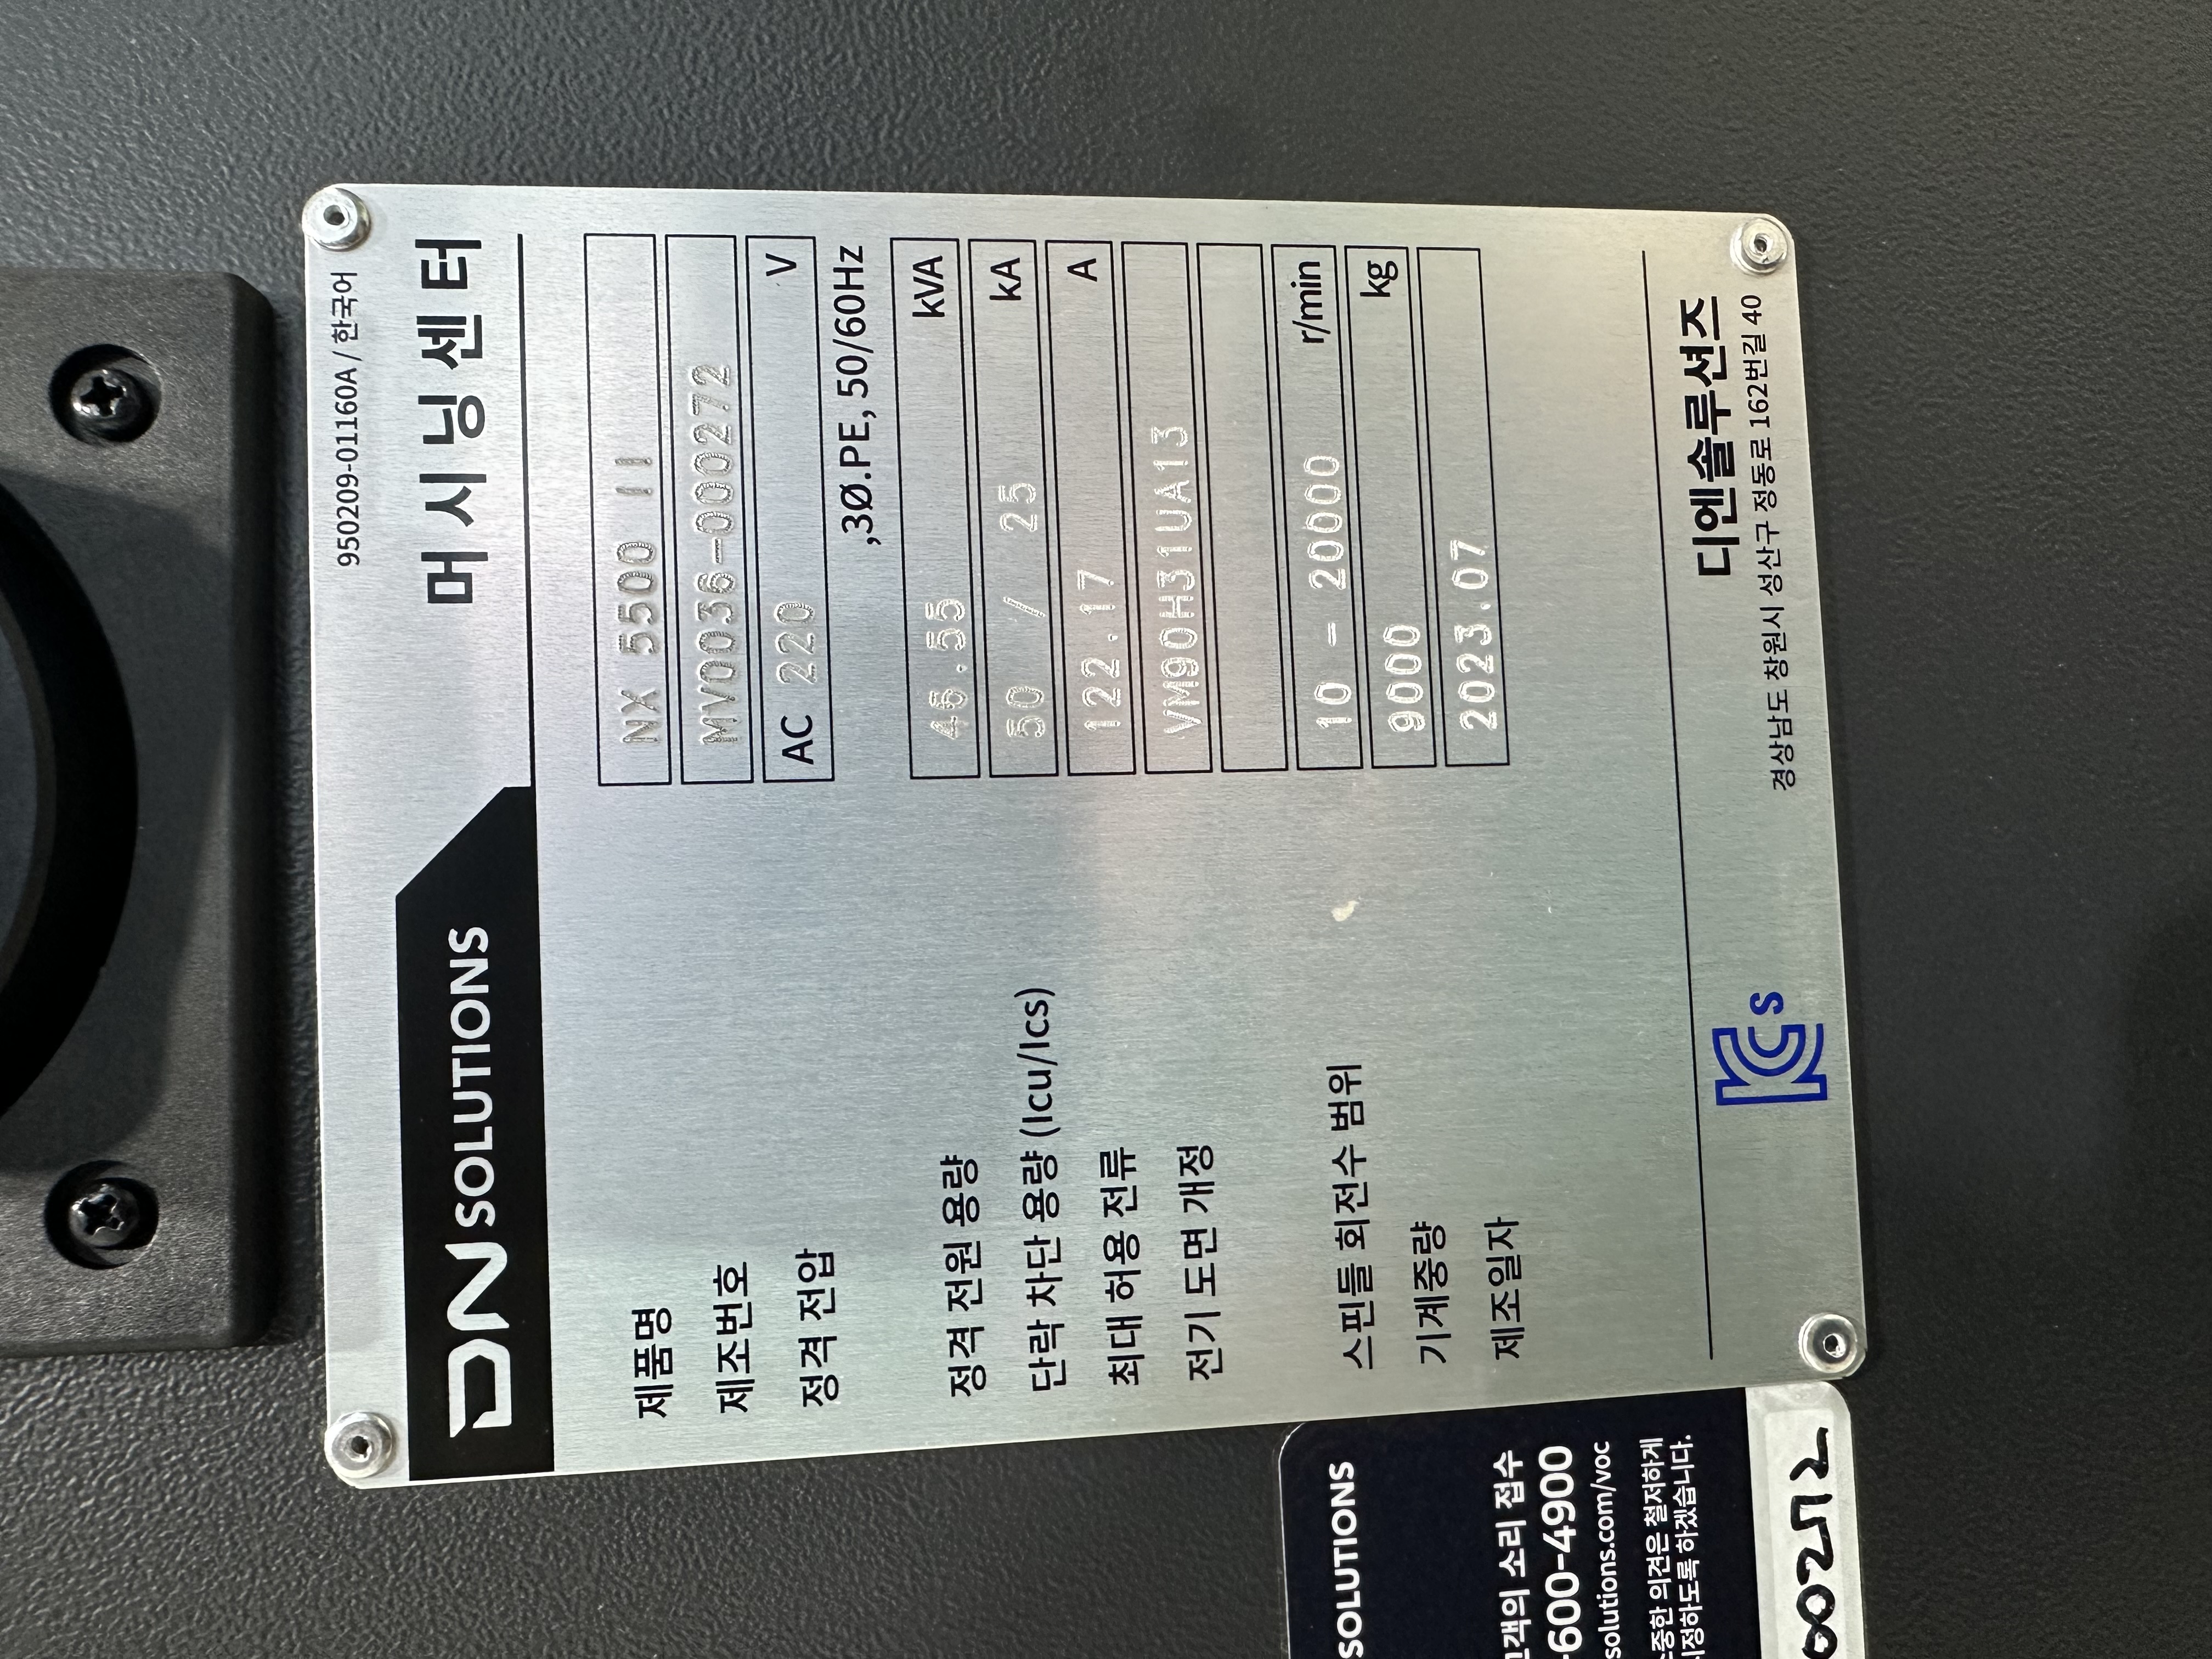 950209-01160A / 한국어
DN SOLUTIONS 머시닝센터
제품명 NX 5500 II
제조번호 MV0036-000272
정격 전압 AC 220 V
,3Ø.PE, 50/60Hz
정격 전원 용량 46.55 kVA
단락 차단 용량 (Icu/Ics) 50 / 25 kA
최대 허용 전류 122.17 A
전기 도면 개정 VM90H31UA13
스핀들 회전수 범위 10 - 20000 r/min
기계중량 9000 kg
제조일자 2023.07
KCs
디엔솔루션즈
경상남도 창원시 성산구 정동로 162번길 40
SOLUTIONS
고객의 소리 접수
-600-4900
solutions.com/voc
소중한 의견은 철저하게
시정하도록 하겠습니다.
00272